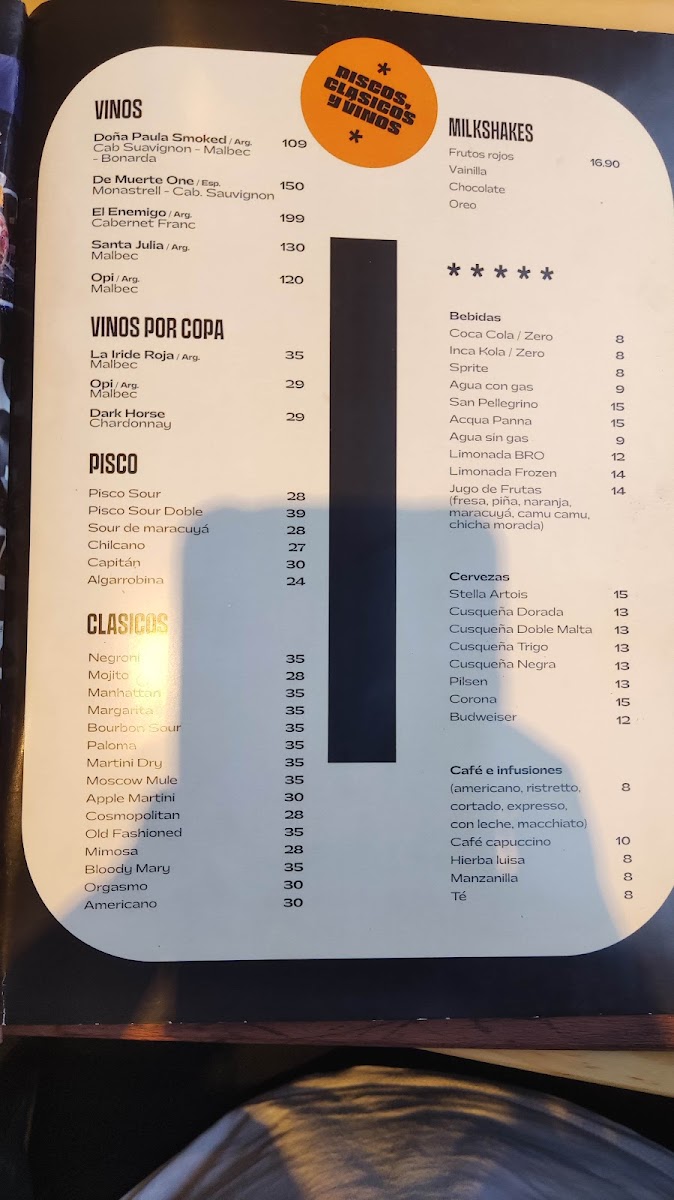 PISCOS,
CLASICOS
Y VINOS
VINOS
Doña Paula Smoked / Arg. 109
Cab Suavignon - Malbec
- Bonarda
De Muerte One / Esp. 150
Monastrell - Cab. Sauvignon
El Enemigo / Arg. 199
Cabernet Franc
Santa Julia / Arg. 130
Malbec
Opi / Arg. 120
Malbec
VINOS POR COPA
La Iride Roja / Arg. 35
Malbec
Opi / Arg. 29
Malbec
Dark Horse 29
Chardonnay
PISCO
Pisco Sour 28
Pisco Sour Doble 39
Sour de maracuyá 28
Chilcano 27
Capitán 30
Algarrobina 24
CLASICOS
Negroni 35
Mojito 28
Manhattan 35
Margarita 35
Bourbon Sour 35
Paloma 35
Martini Dry 35
Moscow Mule 35
Apple Martini 30
Cosmopolitan 28
Old Fashioned 35
Mimosa 28
Bloody Mary 35
Orgasmo 30
Americano 30
MILKSHAKES
Frutos rojos 16.90
Vainilla
Chocolate
Oreo
* * * * *
Bebidas
Coca Cola / Zero 8
Inca Kola / Zero 8
Sprite 8
Agua con gas 9
San Pellegrino 15
Acqua Panna 15
Agua sin gas 9
Limonada BRO 12
Limonada Frozen 14
Jugo de Frutas 14
(fresa, piña, naranja,
maracuyá, camu camu,
chicha morada)
Cervezas
Stella Artois 15
Cusqueña Dorada 13
Cusqueña Doble Malta 13
Cusqueña Trigo 13
Cusqueña Negra 13
Pilsen 13
Corona 15
Budweiser 12
Café e infusiones
(americano, ristretto, 8
cortado, expresso,
con leche, macchiato)
Café capuccino 10
Hierba luisa 8
Manzanilla 8
Té 8